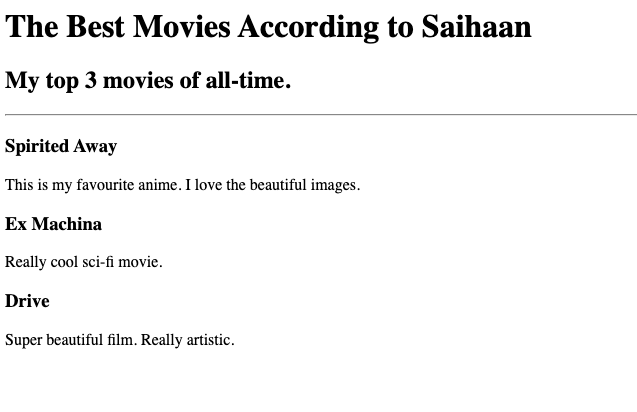 The Best Movies According to Saihaan
My top 3 movies of all-time.
Spirited Away
This is my favourite anime. I love the beautiful images.
Ex Machina
Really cool sci-fi movie.
Drive
Super beautiful film. Really artistic.